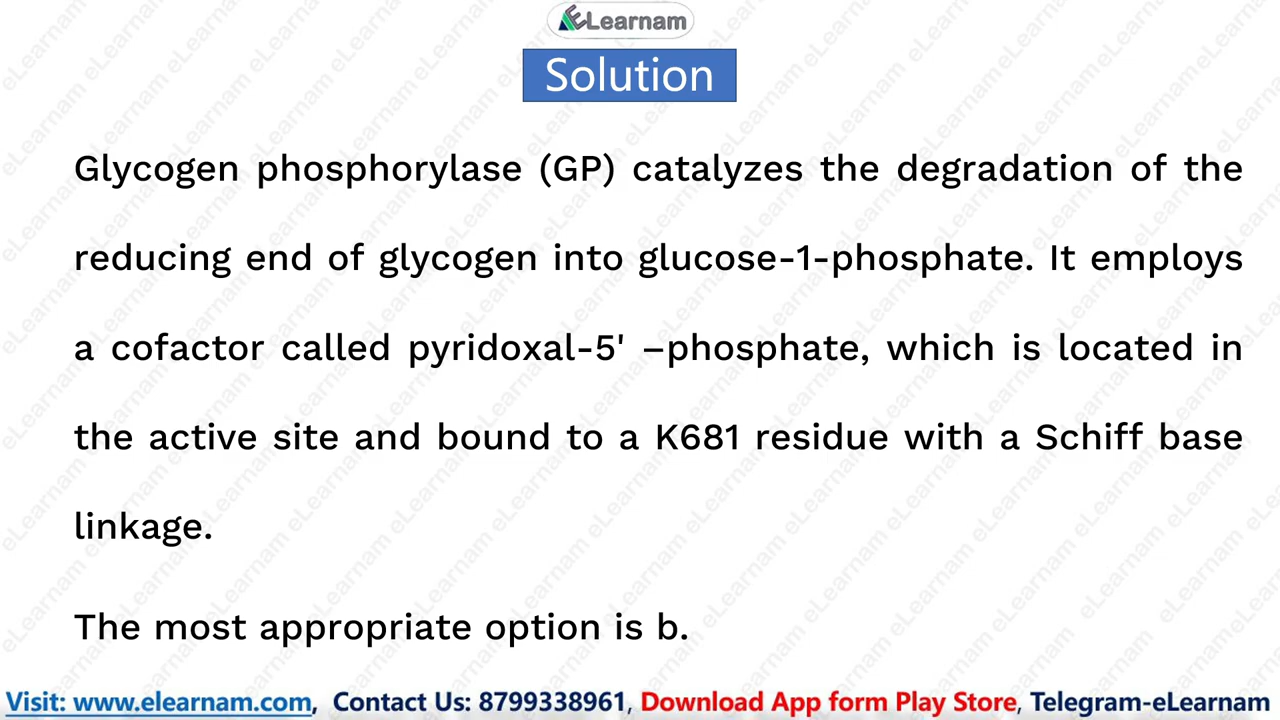 ELearnam
Solution
Glycogen phosphorylase (GP) catalyzes the degradation of the
reducing end of glycogen into glucose-1-phosphate. It employs
a cofactor called pyridoxal-5' –phosphate, which is located in
the active site and bound to a K681 residue with a Schiff base
linkage.
The most appropriate option is b.
Visit: www.elearnam.com, Contact Us: 8799338961, Download App form Play Store, Telegram-eLearnam